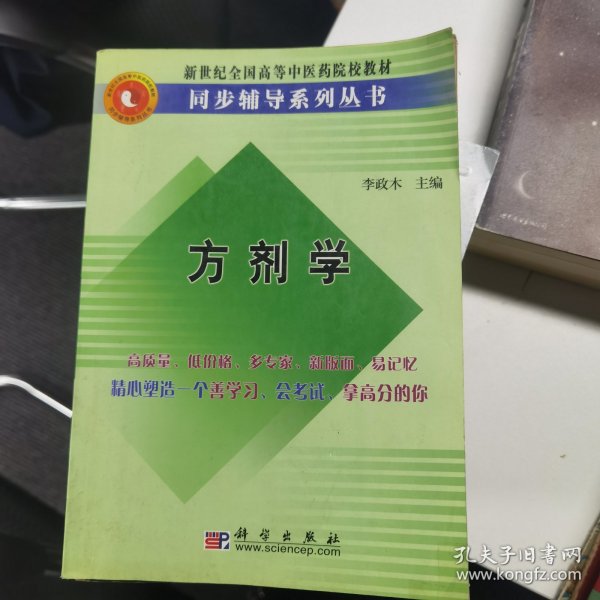 新世纪全国高等中医药院校教材
同步辅导系列丛书
李政木 主编
方剂学
高质量、低价格、多专家、新版面、易记忆
精心塑造一个善学习、会考试、拿高分的你
科学出版社
www.sciencep.com
孔夫子旧书网
www.kongfz.com